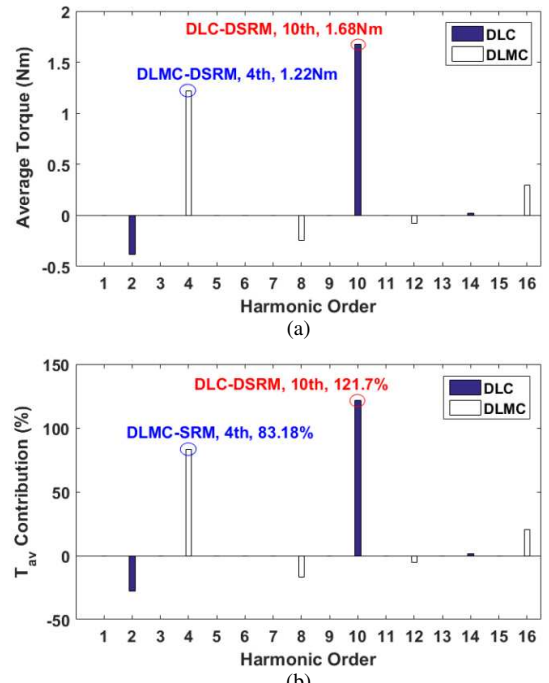 2
1.5
1
0.5
0
-0.5
Average Torque (Nm)
DLC-DSRM, 10th, 1.68Nm
DLMC-DSRM, 4th, 1.22Nm
DLC
DLMC
1 2 3 4 5 6 7 8 9 10 11 12 13 14 15 16
Harmonic Order
(a)
150
100
50
0
-50
Tav Contribution (%)
DLC-DSRM, 10th, 121.7%
DLMC-SRM, 4th, 83.18%
DLC
DLMC
1 2 3 4 5 6 7 8 9 10 11 12 13 14 15 16
Harmonic Order
(b)